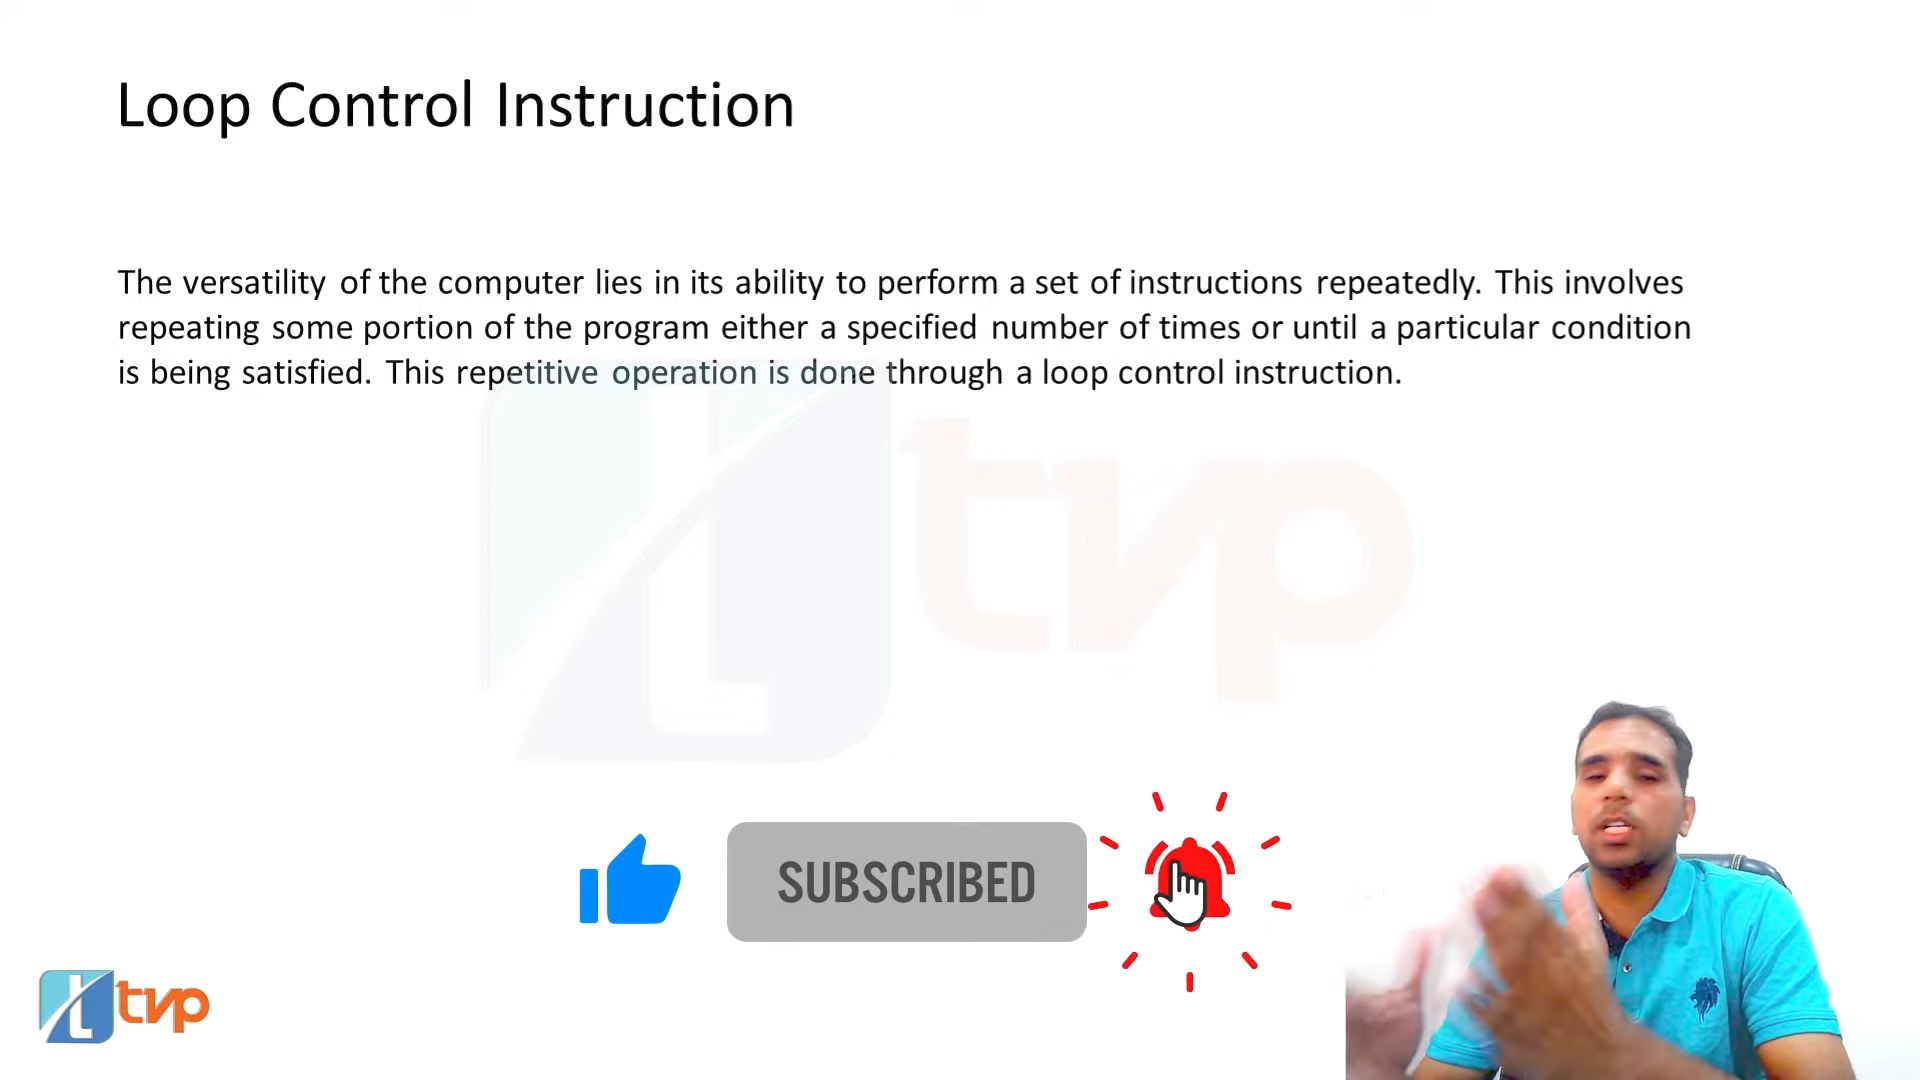 Loop Control Instruction
The versatility of the computer lies in its ability to perform a set of instructions repeatedly. This involves
repeating some portion of the program either a specified number of times or until a particular condition
is being satisfied. This repetitive operation is done through a loop control instruction.
tvp
SUBSCRIBED
t tvp